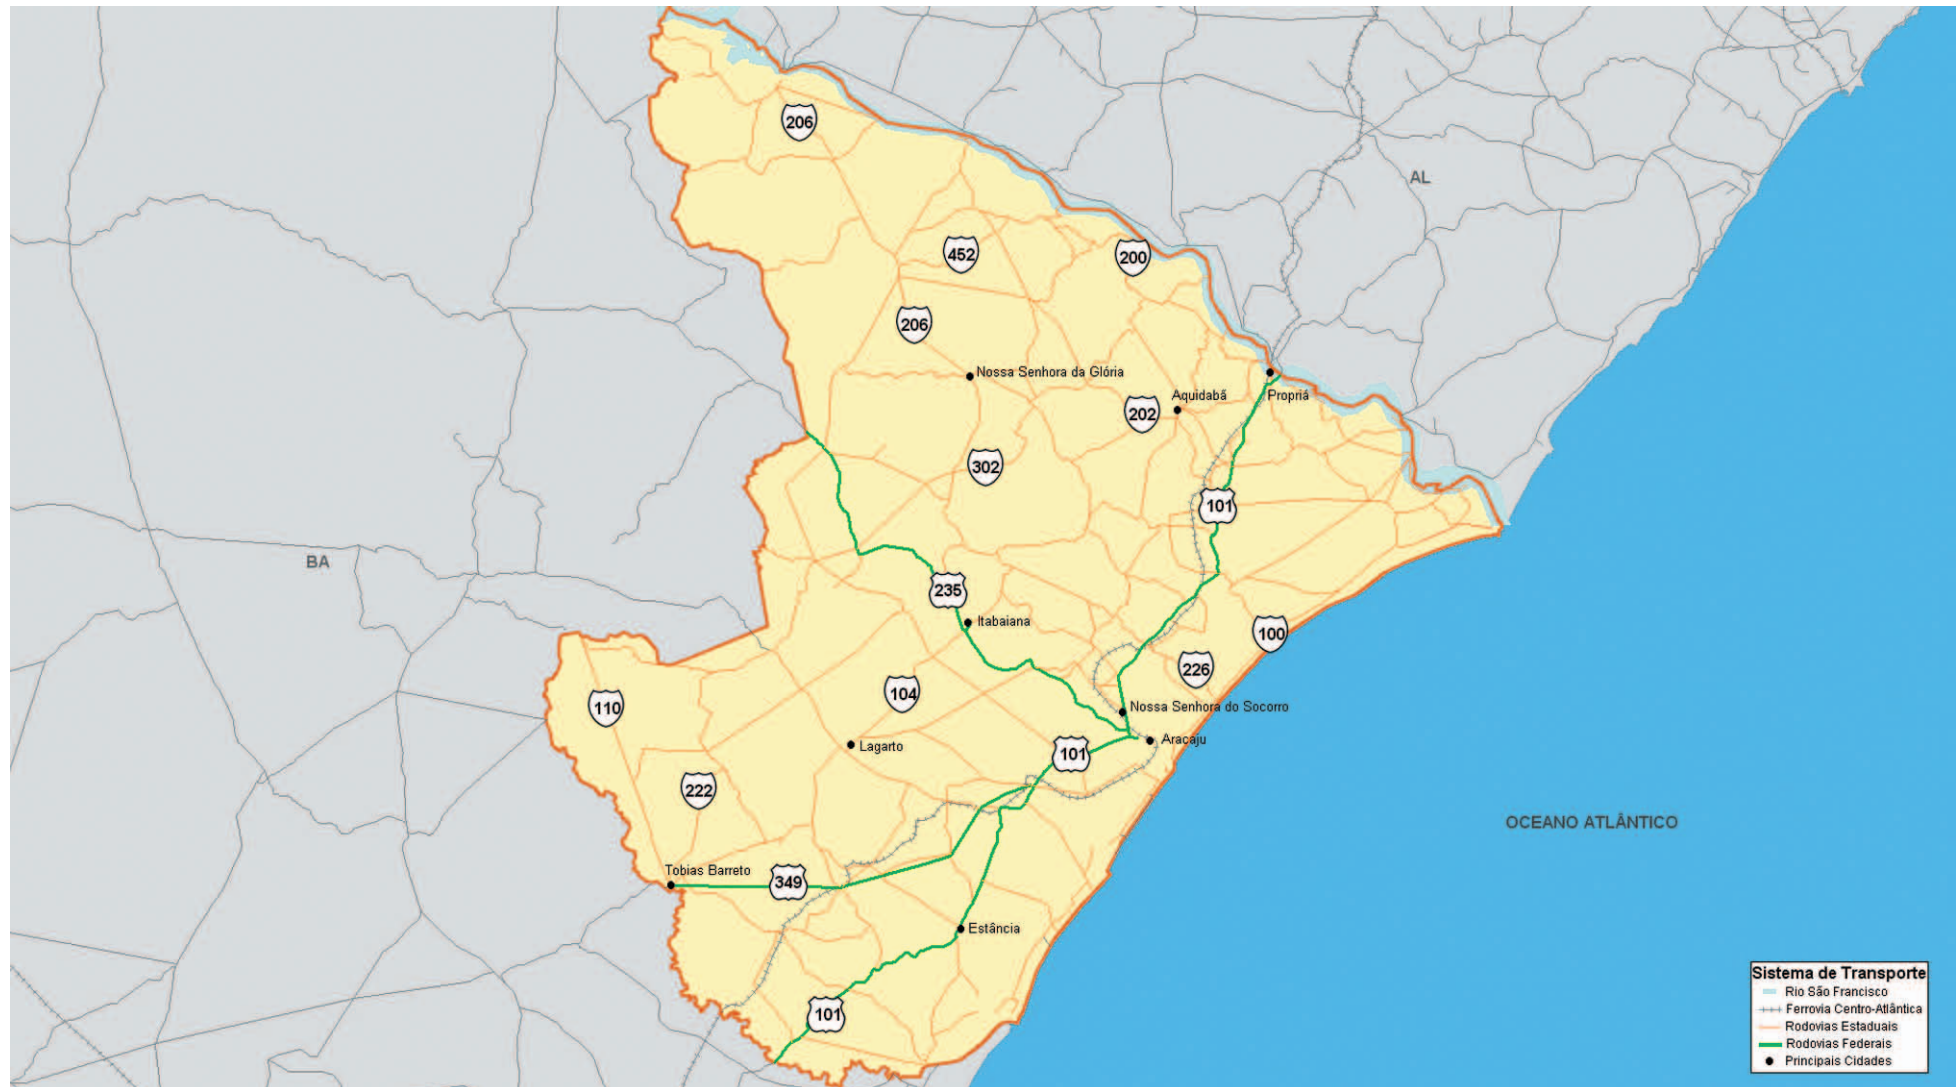 206
AL
452
200
206
Nossa Senhora da Glória
Aquidabã
Propriá
202
302
101
BA
235
Itabaiana
100
226
110
104
Nossa Senhora do Socorro
Lagarto
Aracaju
101
222
OCEANO ATLÂNTICO
Tobias Barreto
349
Estância
101
Sistema de Transporte
Rio São Francisco
Ferrovia Centro-Atlântica
Rodovias Estaduais
Rodovias Federais
Principais Cidades